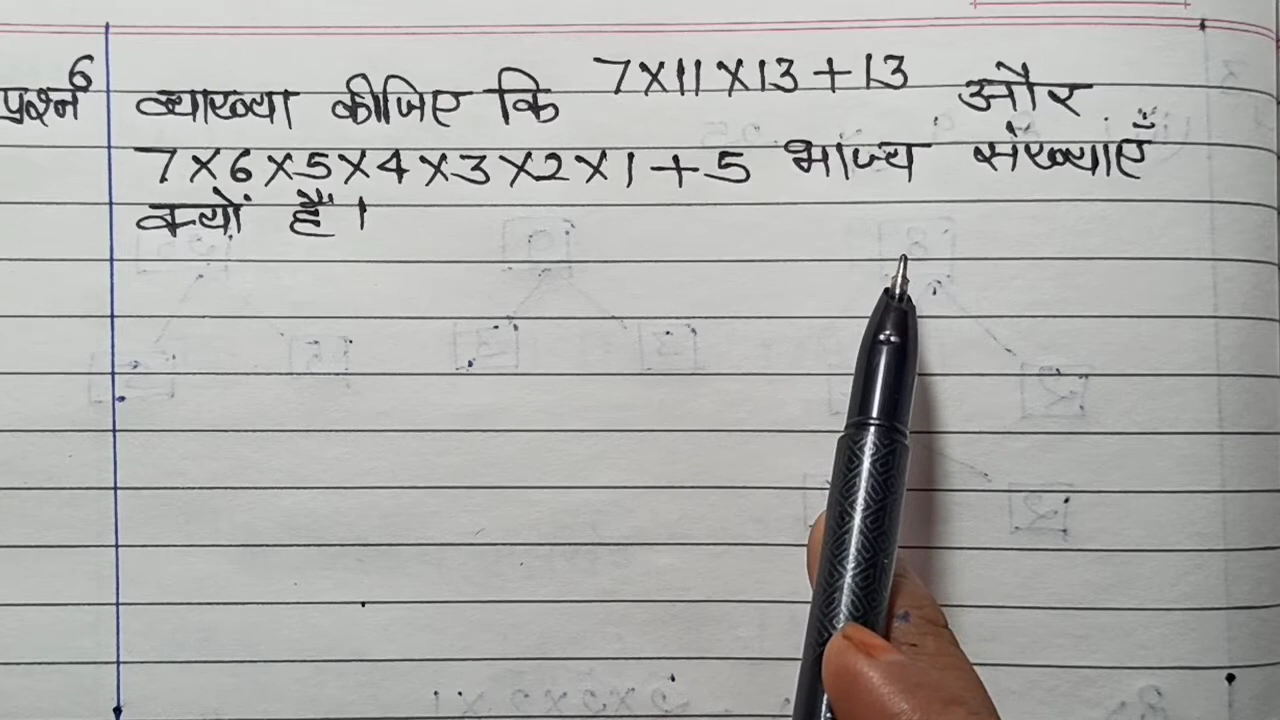 प्रश्न 6 व्याख्या कीजिए कि 7×11×13+13 और
7×6×5×4×3×2×1+5 भाज्य संख्याएँ
क्यों हैं।